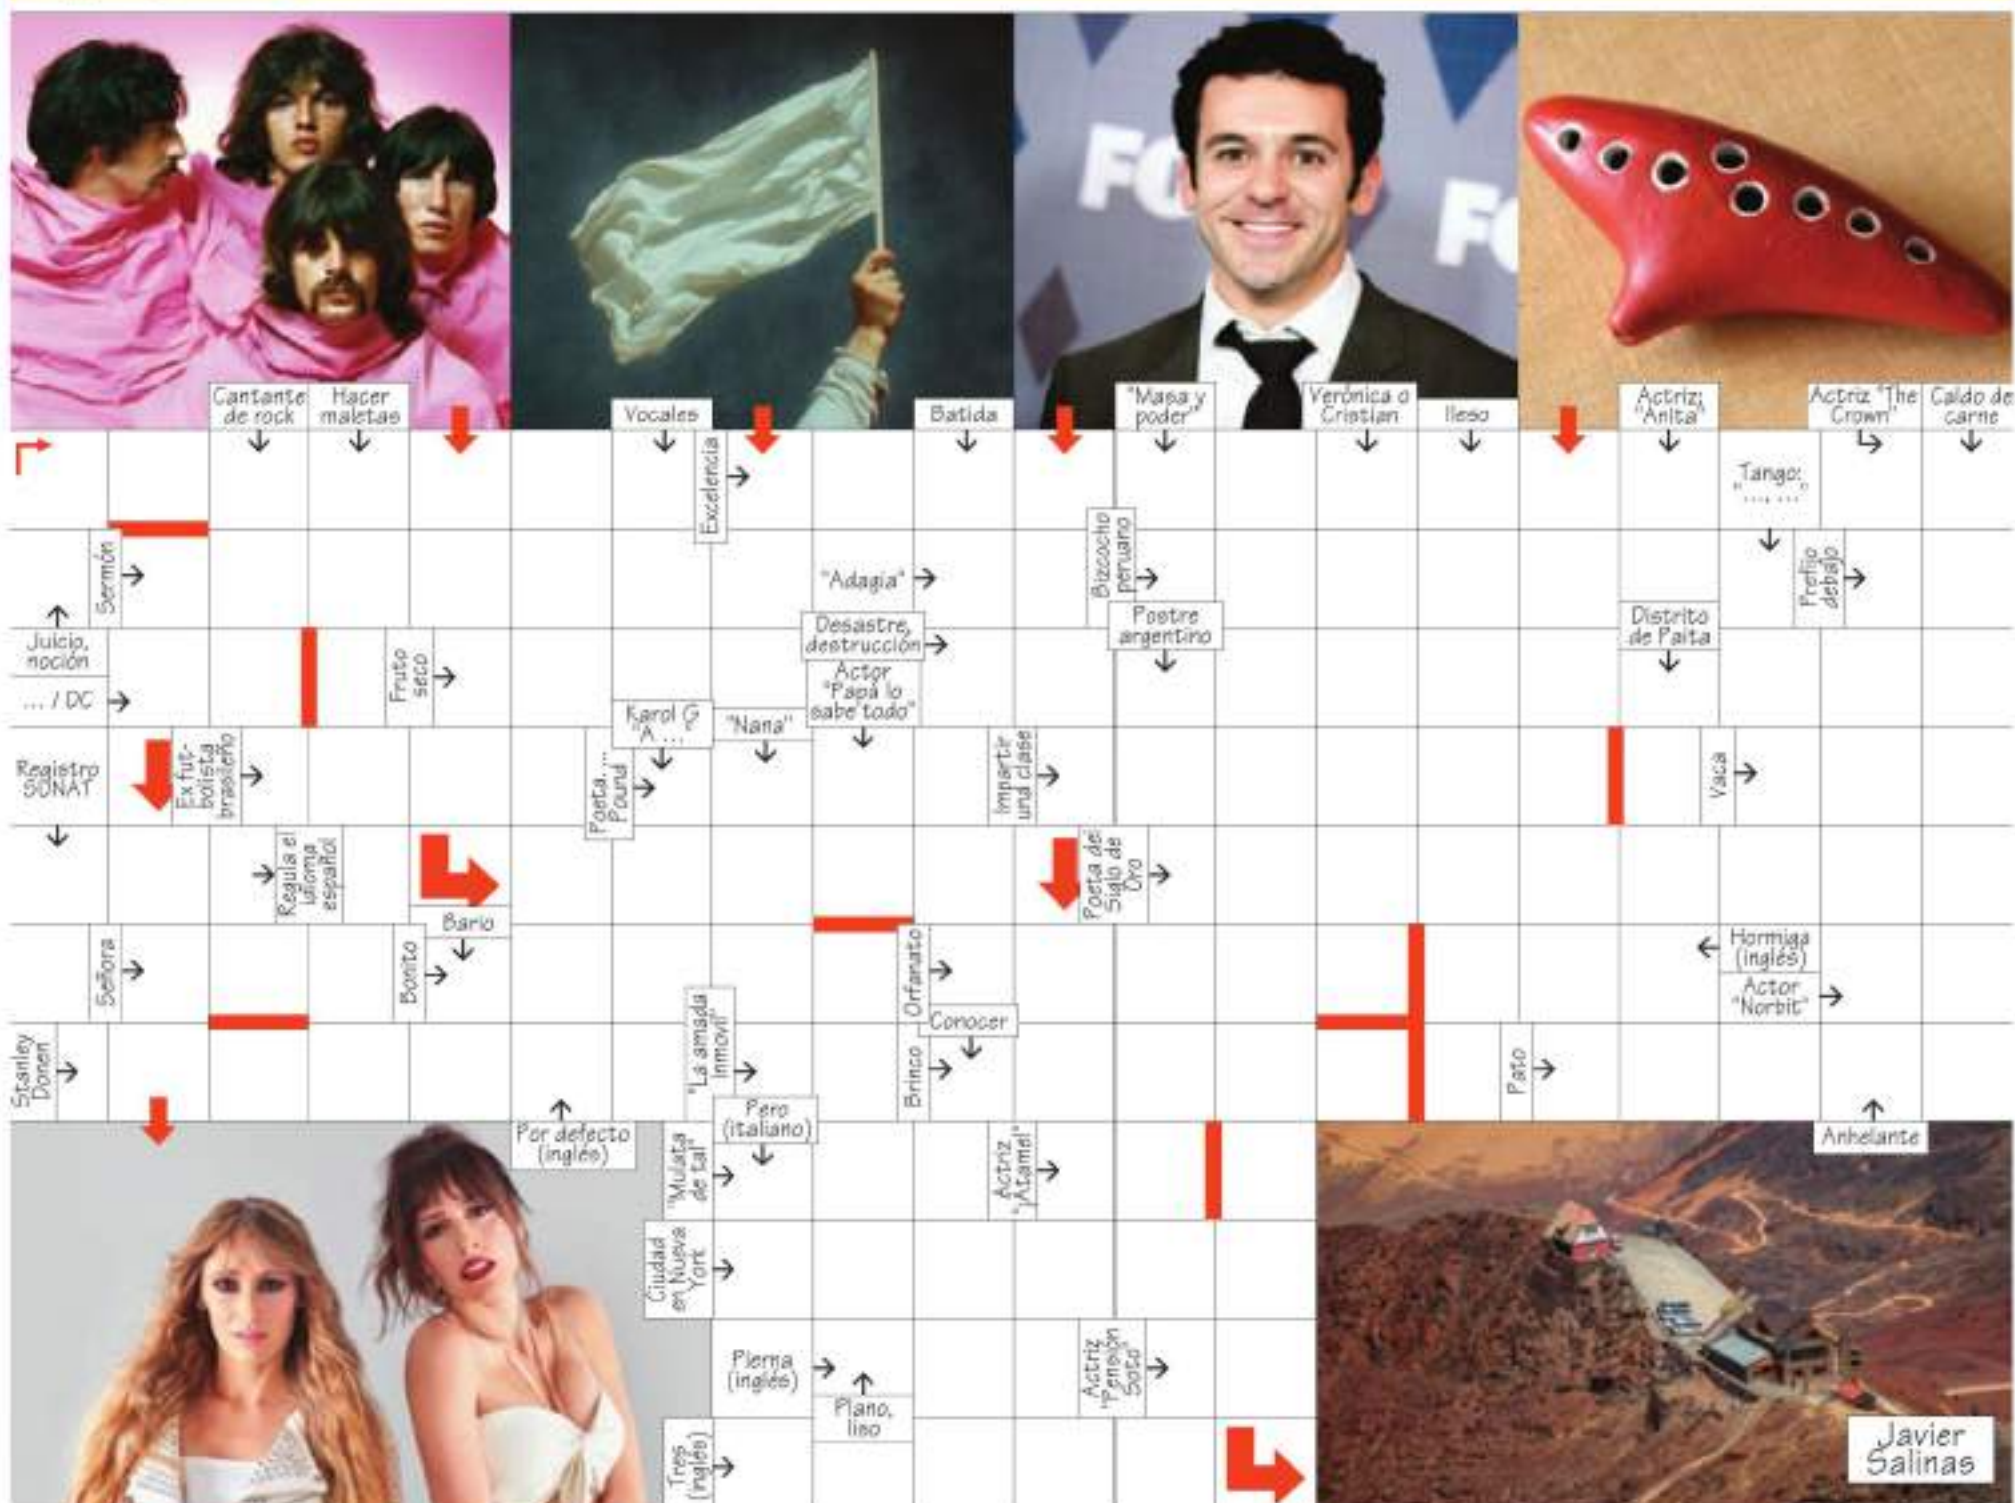 FO
FO
Cantante
de rock
Hacer
maletas
Vocales
Batida
"Masa y
poder"
Verónica o
Cristian
Ileso
Actriz;
"Anita"
Actriz "The
Crown"
Caldo de
carne
Excelencia
"Tango:
...., ..."
Sermón
"Adagia"
Bizcocho
peruano
Prefijo
debajo
Juicio,
noción
... / DC
Fruto
seco
Desastre,
destrucción
Actor
"Papá lo
sabe todo"
Postre
argentino
Distrito
de Paita
Karol G
"A ..."
"Nana"
Registro
SUNAT
Ex fut-
bolista
brasileño
Poeta. ...
Pound
Impartir
una clase
Vaca
Regula el
idioma
español
Poeta del
Siglo de
Oro
Bario
Señora
Bonito
Orfanato
Hormiga
(inglés)
Actor
"Norbit"
Stanley
Donen
"La amada
inmóvil"
Conocer
Brinco
Pato
Por defecto
(inglés)
"Mulata
de tal"
Pero
(italiano)
Actriz
"¡Átame!"
Anhelante
Ciudad
en Nueva
York
Pierna
(inglés)
Plano,
liso
Actriz
"Pensión
Soto"
Tres
(inglés)
Javier
Salinas